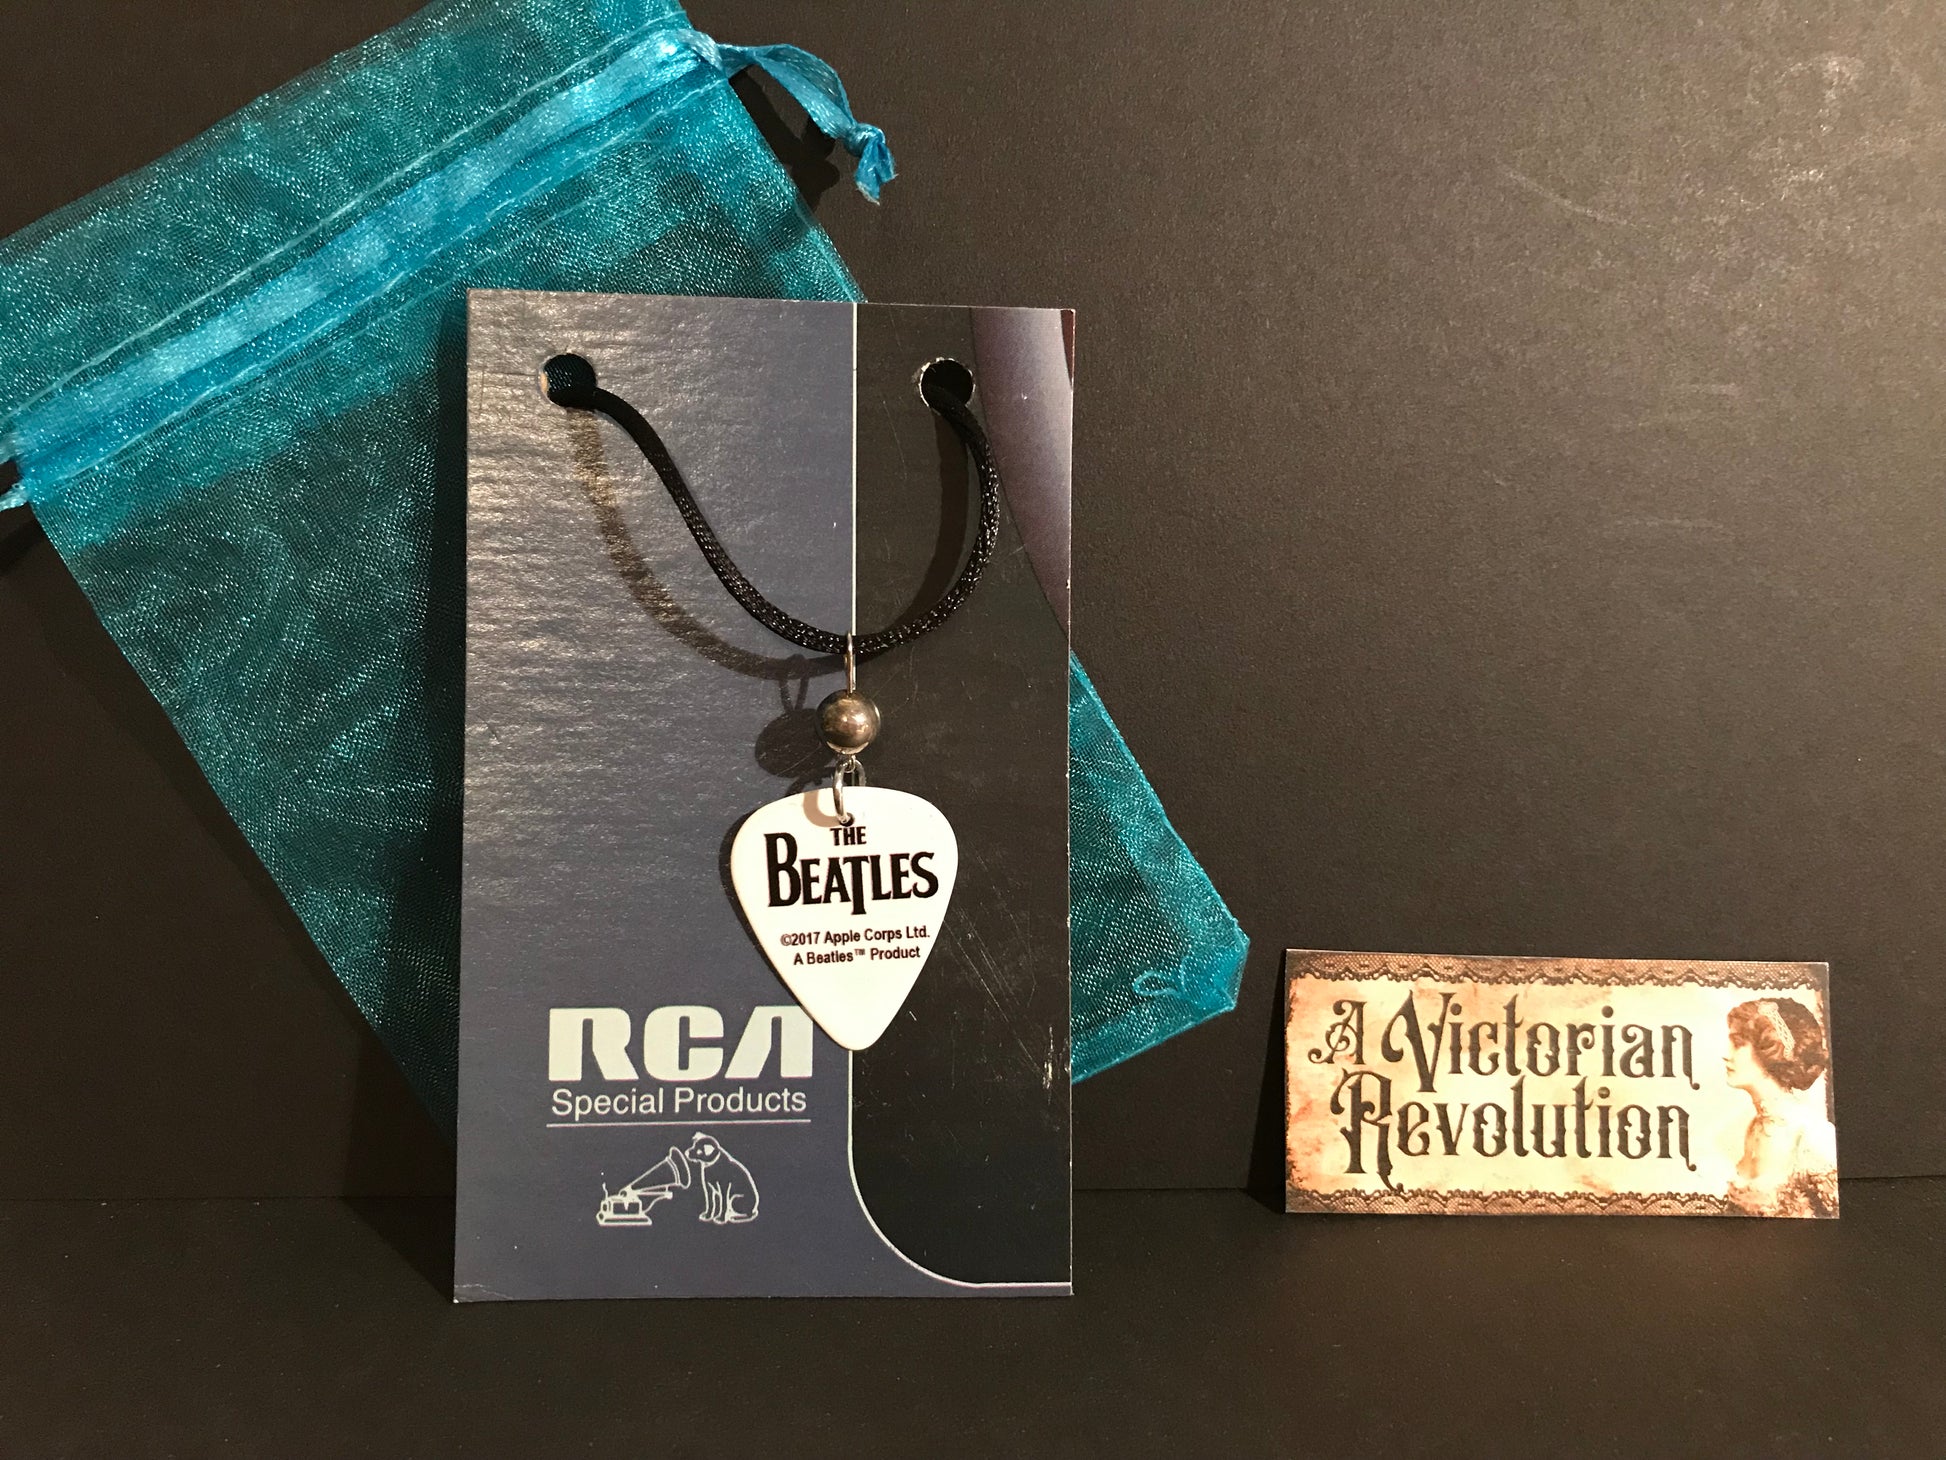 THE
BEATLES
©2017 Apple Corps Ltd.
A Beatles™ Product
RCA
Special Products
A Victorian
Revolution